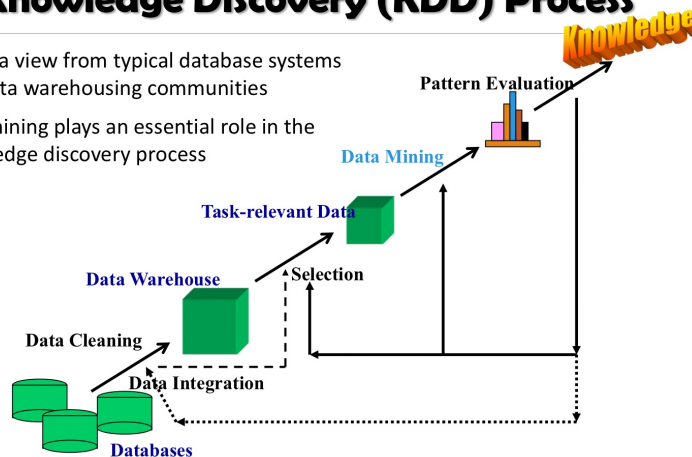 Knowledge Discovery (KDD) Process
a view from typical database systems
ta warehousing communities
ining plays an essential role in the
edge discovery process
Knowledge
Pattern Evaluation
Data Mining
Task-relevant Data
Selection
Data Warehouse
Data Cleaning
Data Integration
Databases